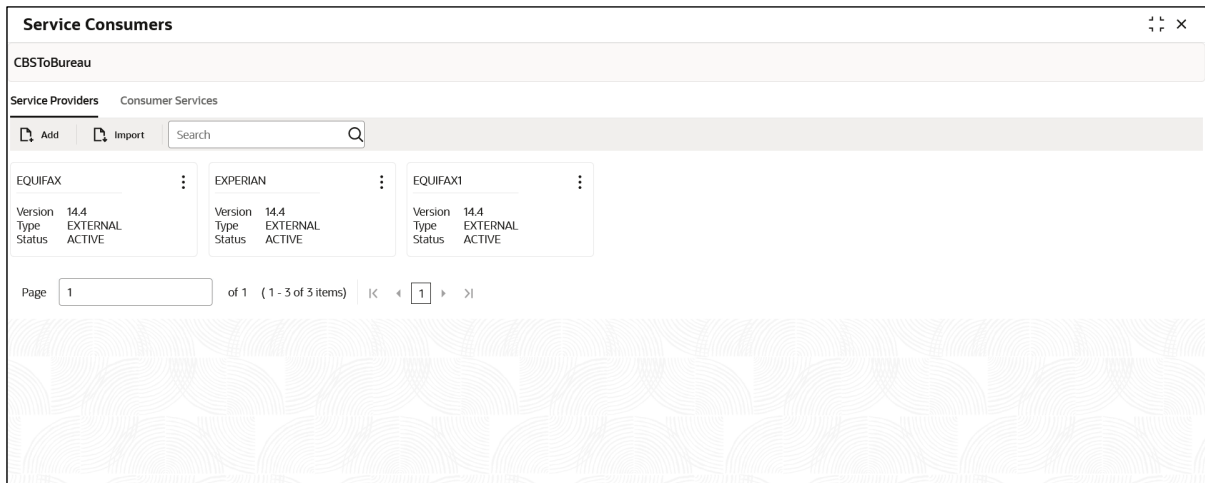 Service Consumers
CBSToBureau
Service Providers Consumer Services
Add Import Search
EQUIFAX EXPERIAN EQUIFAX1
Version 14.4 Version 14.4 Version 14.4
Type EXTERNAL Type EXTERNAL Type EXTERNAL
Status ACTIVE Status ACTIVE Status ACTIVE
Page 1 of 1 ( 1 - 3 of 3 items) 1